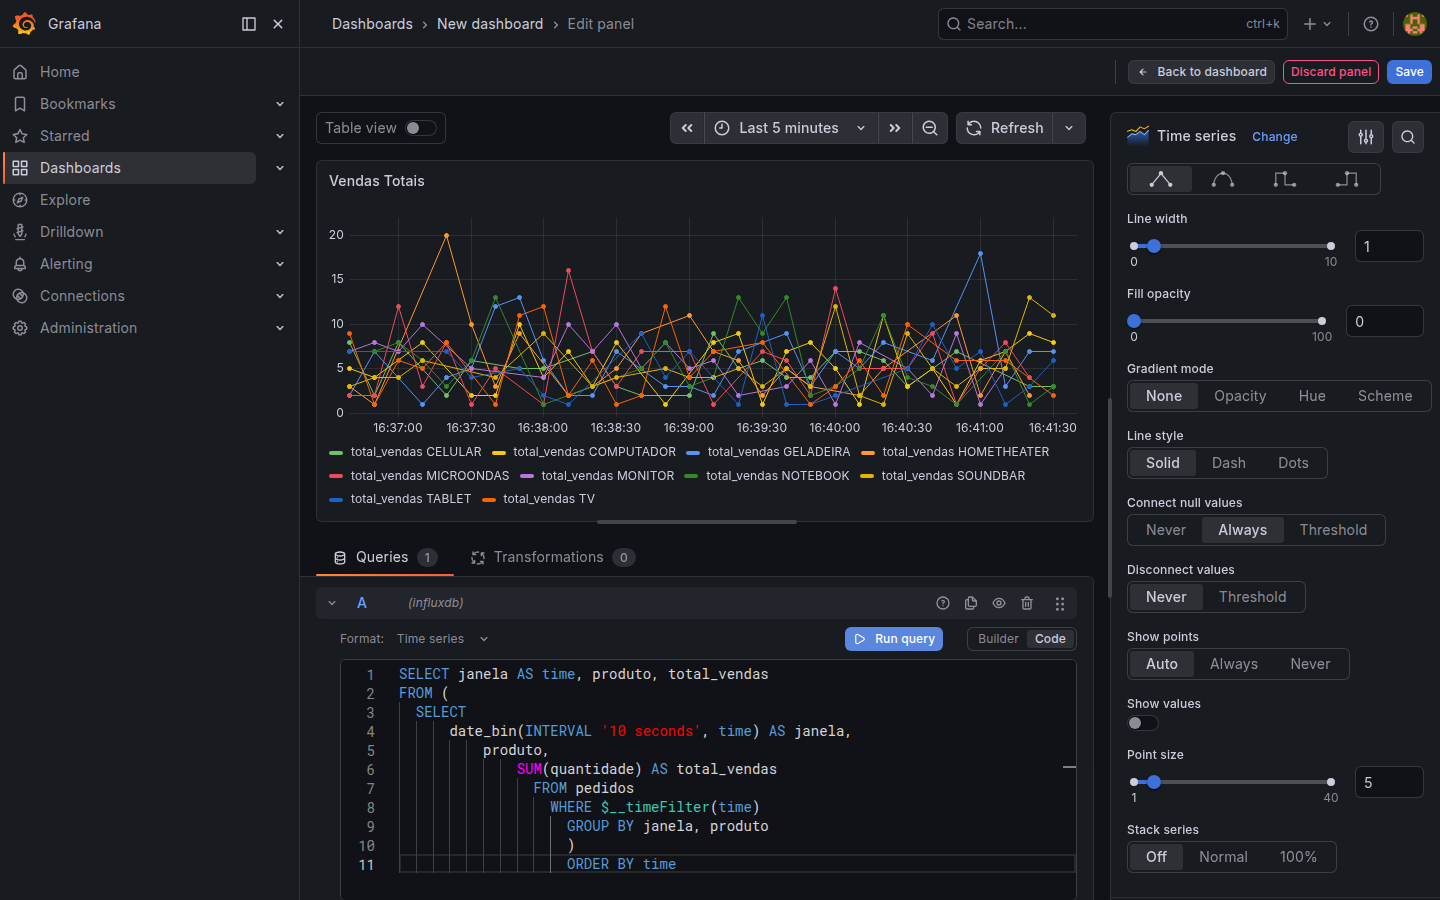 Grafana
Dashboards › New dashboard › Edit panel
Search... ctrl+k
Home
Bookmarks
Starred
Dashboards
Explore
Drilldown
Alerting
Connections
Administration
Back to dashboard
Discard panel
Save
Table view
Last 5 minutes
Refresh
Vendas Totais
20
15
10
5
0
16:37:00 16:37:30 16:38:00 16:38:30 16:39:00 16:39:30 16:40:00 16:40:30 16:41:00 16:41:30
total_vendas CELULAR total_vendas COMPUTADOR total_vendas GELADEIRA total_vendas HOMETHEATER
total_vendas MICROONDAS total_vendas MONITOR total_vendas NOTEBOOK total_vendas SOUNDBAR
total_vendas TABLET total_vendas TV
Queries 1
Transformations 0
A (influxdb)
Format: Time series
Run query
Builder Code
1 SELECT janela AS time, produto, total_vendas
2 FROM (
3 SELECT
4 date_bin(INTERVAL '10 seconds', time) AS janela,
5 produto,
6 SUM(quantidade) AS total_vendas
7 FROM pedidos
8 WHERE $__timeFilter(time)
9 GROUP BY janela, produto
10 )
11 ORDER BY time
Time series Change
Line width
1
0 10
Fill opacity
0
0 100
Gradient mode
None Opacity Hue Scheme
Line style
Solid Dash Dots
Connect null values
Never Always Threshold
Disconnect values
Never Threshold
Show points
Auto Always Never
Show values
Point size
5
1 40
Stack series
Off Normal 100%